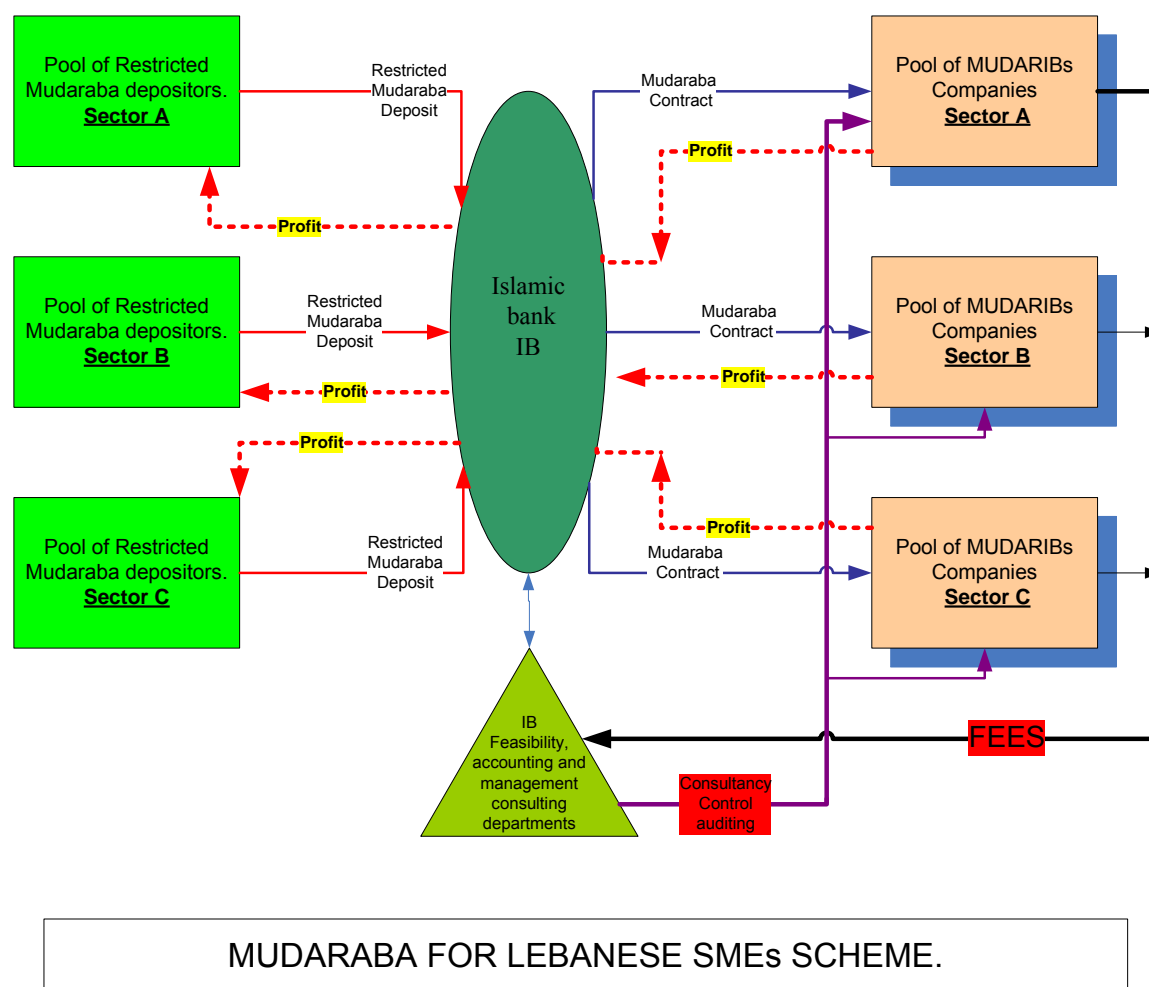 Pool of Restricted
Mudaraba depositors.
Sector A
Restricted
Mudaraba
Deposit
Mudaraba
Contract
Pool of MUDARIBs
Companies
Sector A
Profit
Profit
Islamic
bank
IB
Pool of Restricted
Mudaraba depositors.
Sector B
Restricted
Mudaraba
Deposit
Mudaraba
Contract
Pool of MUDARIBs
Companies
Sector B
Profit
Profit
Profit
Profit
Pool of Restricted
Mudaraba depositors.
Sector C
Restricted
Mudaraba
Deposit
Mudaraba
Contract
Pool of MUDARIBs
Companies
Sector C
IB
Feasibility,
accounting and
management
consulting
departments
FEES
Consultancy
Control
auditing
MUDARABA FOR LEBANESE SMEs SCHEME.